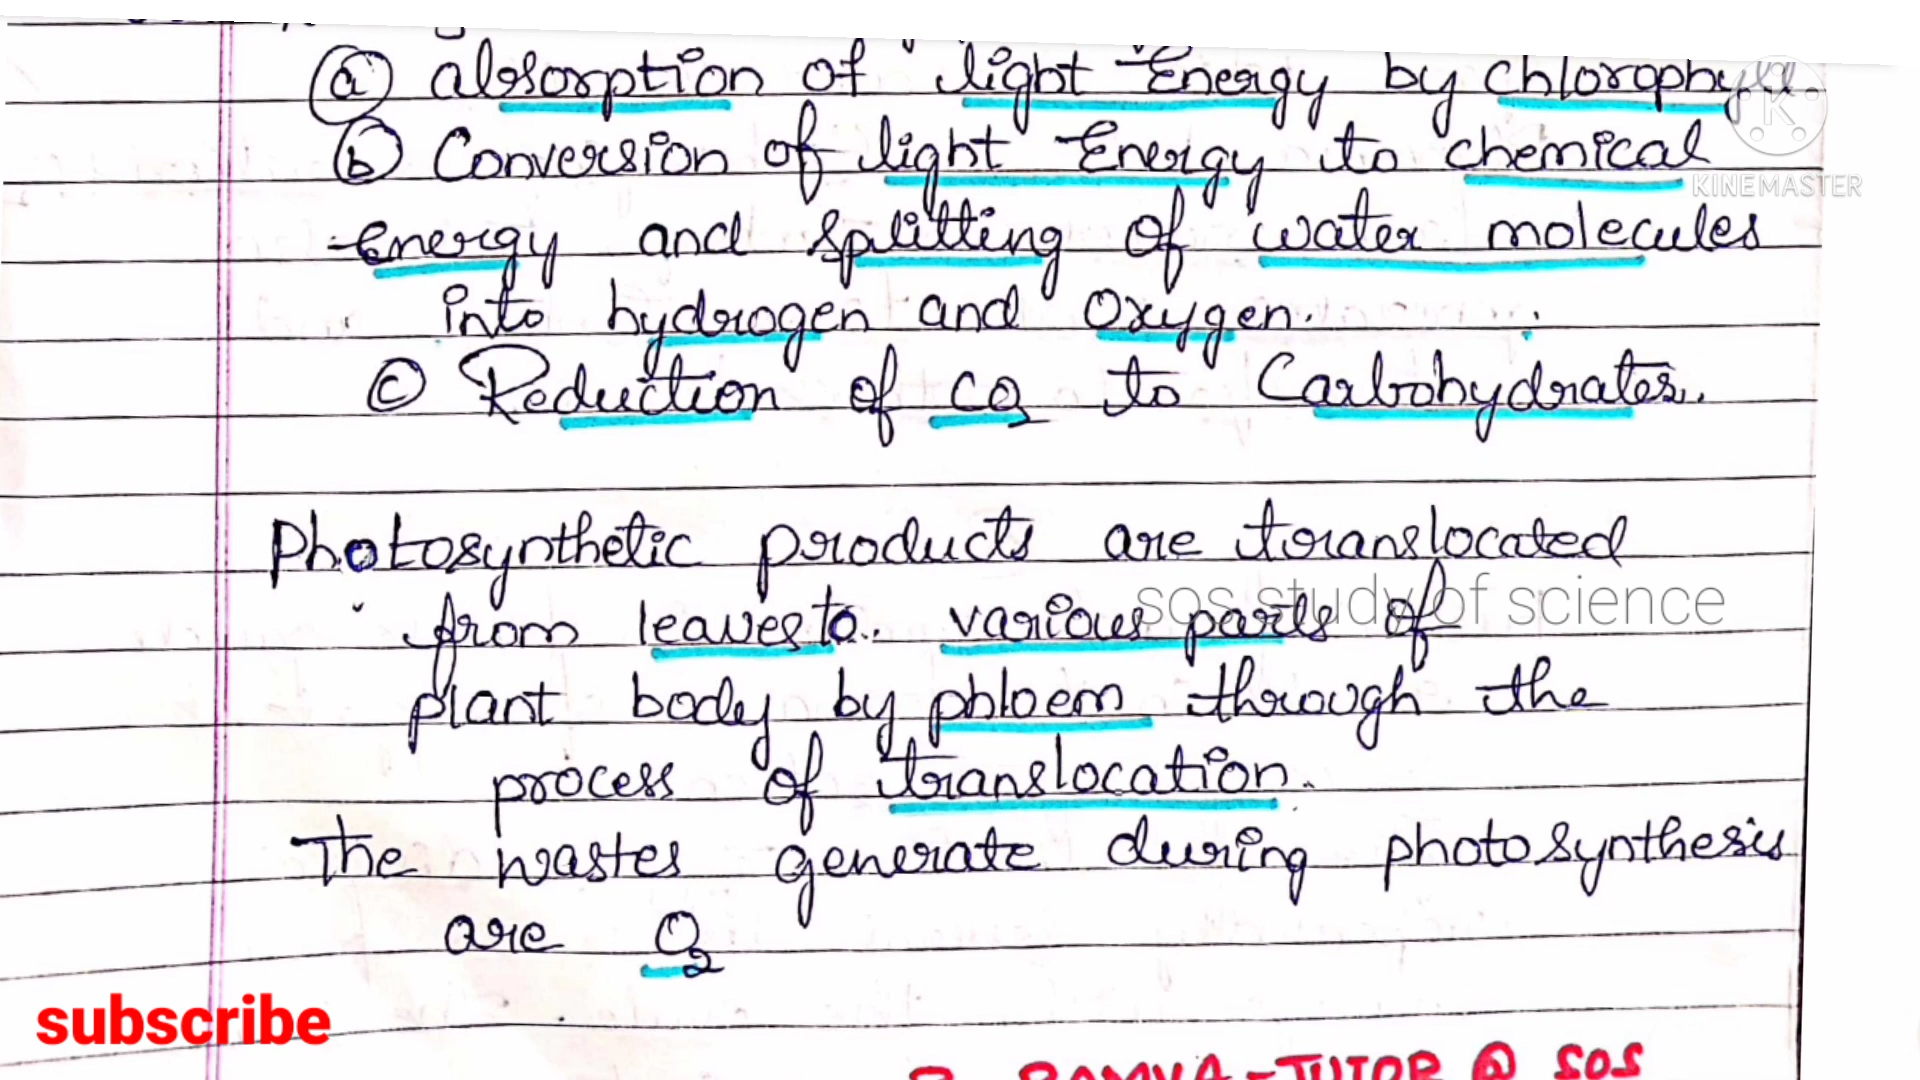 (a) absorption of light Energy by chlorophyll
(b) Conversion of light Energy to chemical
KINEMASTER
Energy and splitting of water molecules
into hydrogen and oxygen.
(c) Reduction of CO2 to Carbohydrates.
Photosynthetic products are translocated
sos study of science
from leaves to various parts of
plant body by phloem through the
process of translocation.
The wastes generate during photosynthesis
are O2
subscribe
RAMYA-TUTOR @ SOS